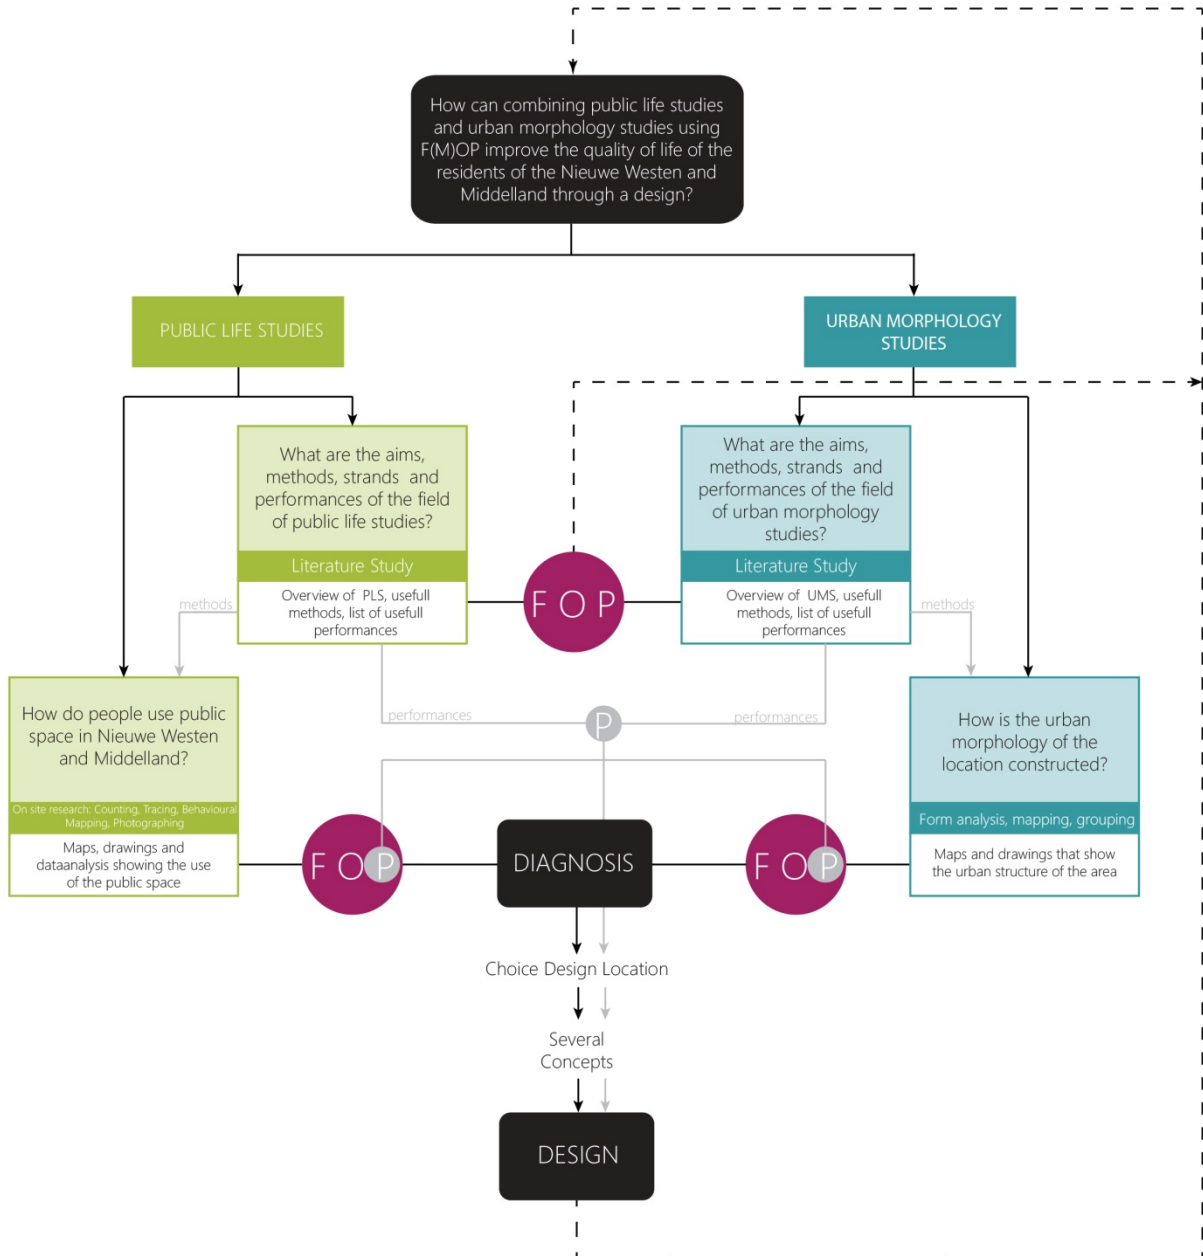 How can combining public life studies
and urban morphology studies using
F(M)OP improve the quality of life of the
residents of the Nieuwe Westen and
Middelland through a design?
PUBLIC LIFE STUDIES
URBAN MORPHOLOGY
STUDIES
What are the aims,
methods, strands and
performances of the field
of public life studies?
Literature Study
Overview of PLS, usefull
methods, list of usefull
performances
FOP
What are the aims,
methods, strands and
performances of the field
of urban morphology
studies?
Literature Study
Overview of UMS, usefull
methods, list of usefull
performances
methods
methods
performances
P
performances
How do people use public
space in Nieuwe Westen
and Middelland?
On site research: Counting, Tracing, Behavioural
Mapping, Photographing
Maps, drawings and
dataanalysis showing the use
of the public space
FOP
DIAGNOSIS
FOP
How is the urban
morphology of the
location constructed?
Form analysis, mapping, grouping
Maps and drawings that show
the urban structure of the area
Choice Design Location
Several
Concepts
DESIGN